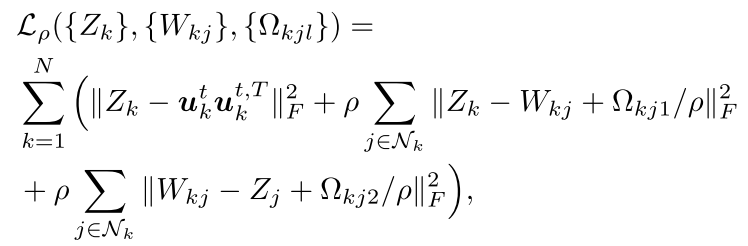 \mathcal{L}_{\rho}(\{Z_k\}, \{W_{kj}\}, \{\Omega_{kjl}\}) =
\sum_{k=1}^{N} \Big( \|Z_k - \boldsymbol{u}_k^t \boldsymbol{u}_k^{t,T}\|_F^2 + \rho \sum_{j \in \mathcal{N}_k} \|Z_k - W_{kj} + \Omega_{kj1}/\rho\|_F^2
+ \rho \sum_{j \in \mathcal{N}_k} \|W_{kj} - Z_j + \Omega_{kj2}/\rho\|_F^2 \Big),